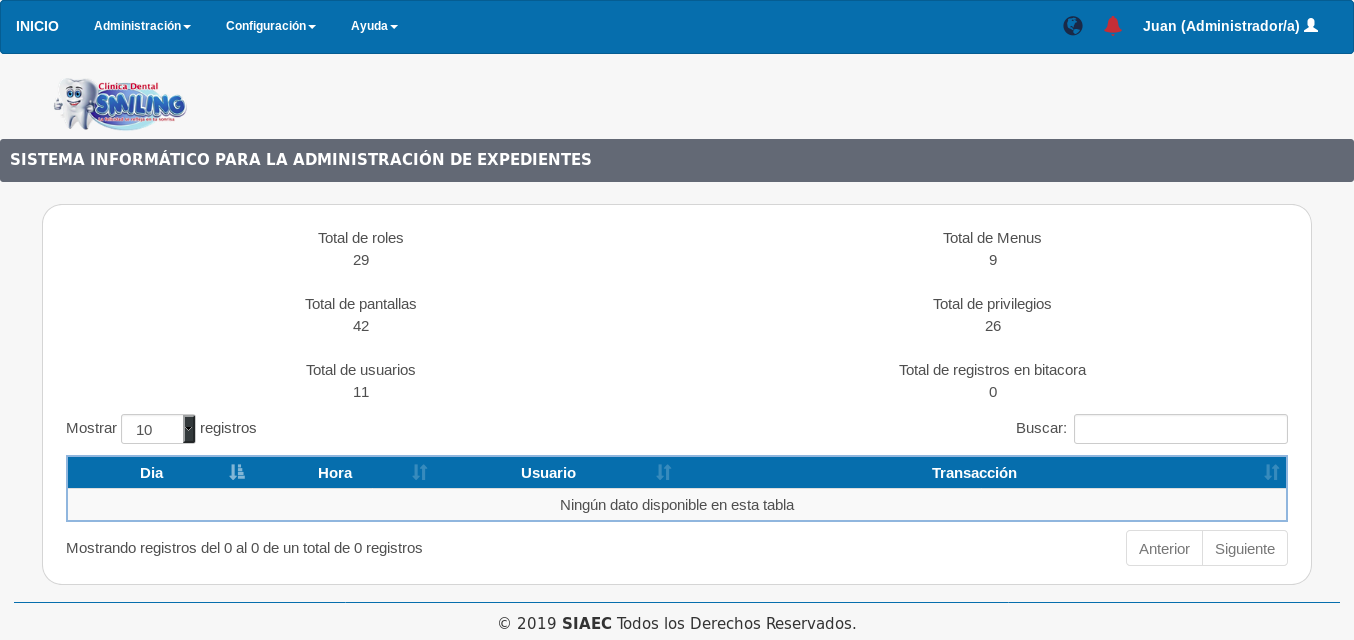 INICIO Administración Configuración Ayuda Juan (Administrador/a)
Clínica Dental
SMILING
SISTEMA INFORMÁTICO PARA LA ADMINISTRACIÓN DE EXPEDIENTES
Total de roles Total de Menus
29 9
Total de pantallas Total de privilegios
42 26
Total de usuarios Total de registros en bitacora
11 0
Mostrar 10 registros Buscar:
Dia Hora Usuario Transacción
Ningún dato disponible en esta tabla
Mostrando registros del 0 al 0 de un total de 0 registros Anterior Siguiente
© 2019 SIAEC Todos los Derechos Reservados.